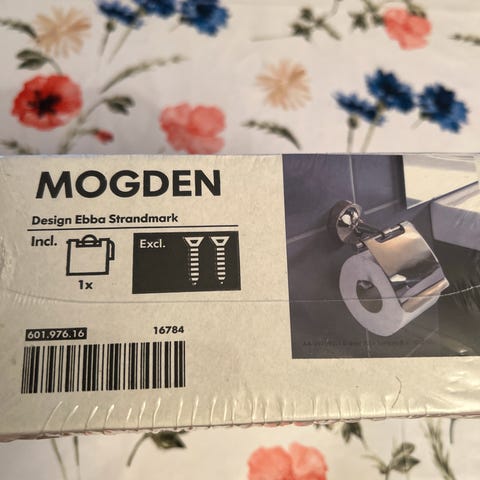 MOGDEN
Design Ebba Strandmark
Incl.
Excl.
1x
601.976.16
16784